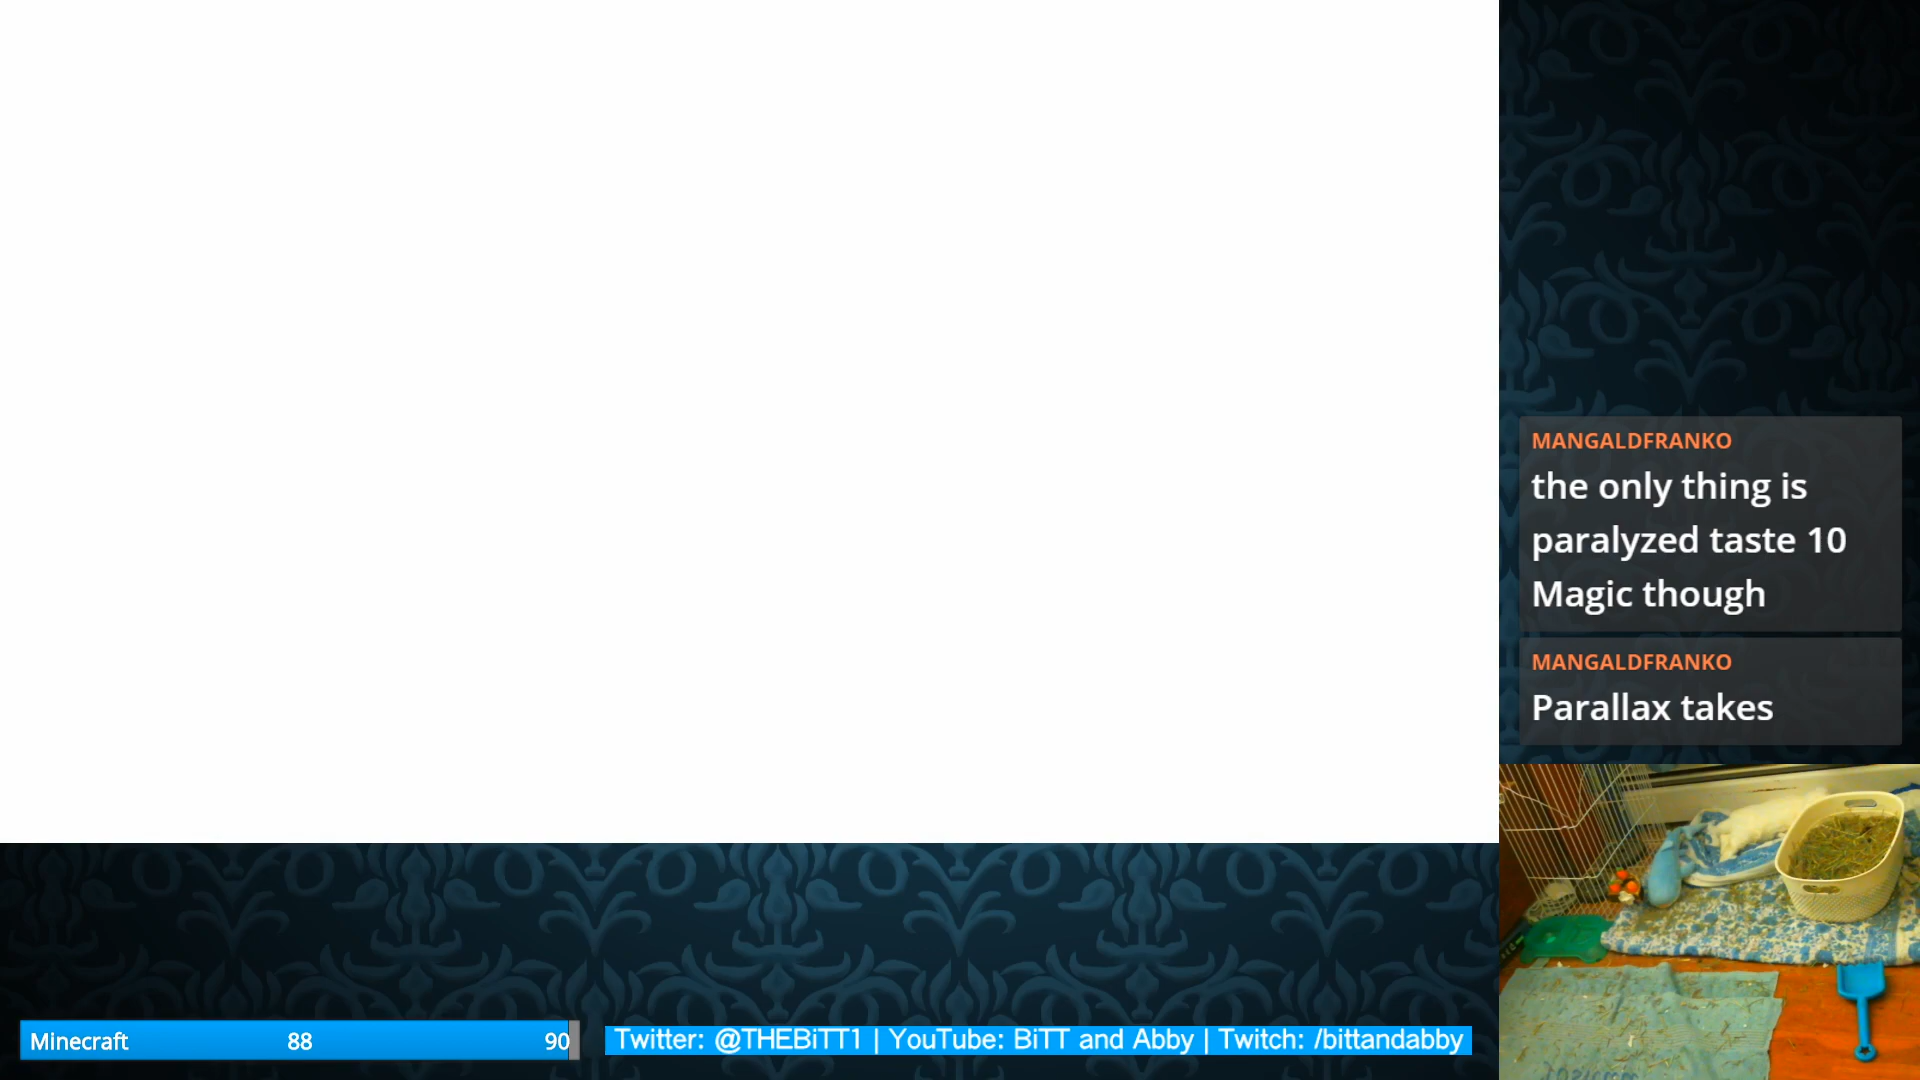 MANGALDFRANKO
the only thing is
paralyzed taste 10
Magic though
MANGALDFRANKO
Parallax takes
Minecraft 88 90
Twitter: @THEBiTT1 | YouTube: BiTT and Abby | Twitch: /bittandabby